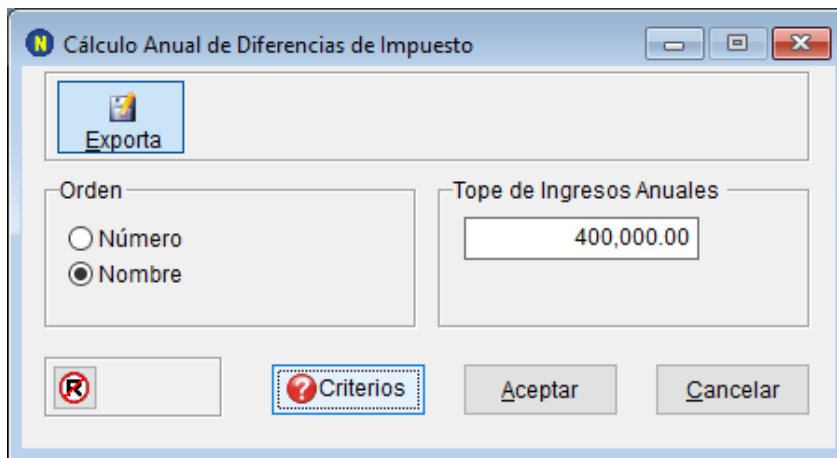 N Cálculo Anual de Diferencias de Impuesto
Exporta
Orden
Número
Nombre
Tope de Ingresos Anuales
400,000.00
R
?Criterios
Aceptar
Cancelar